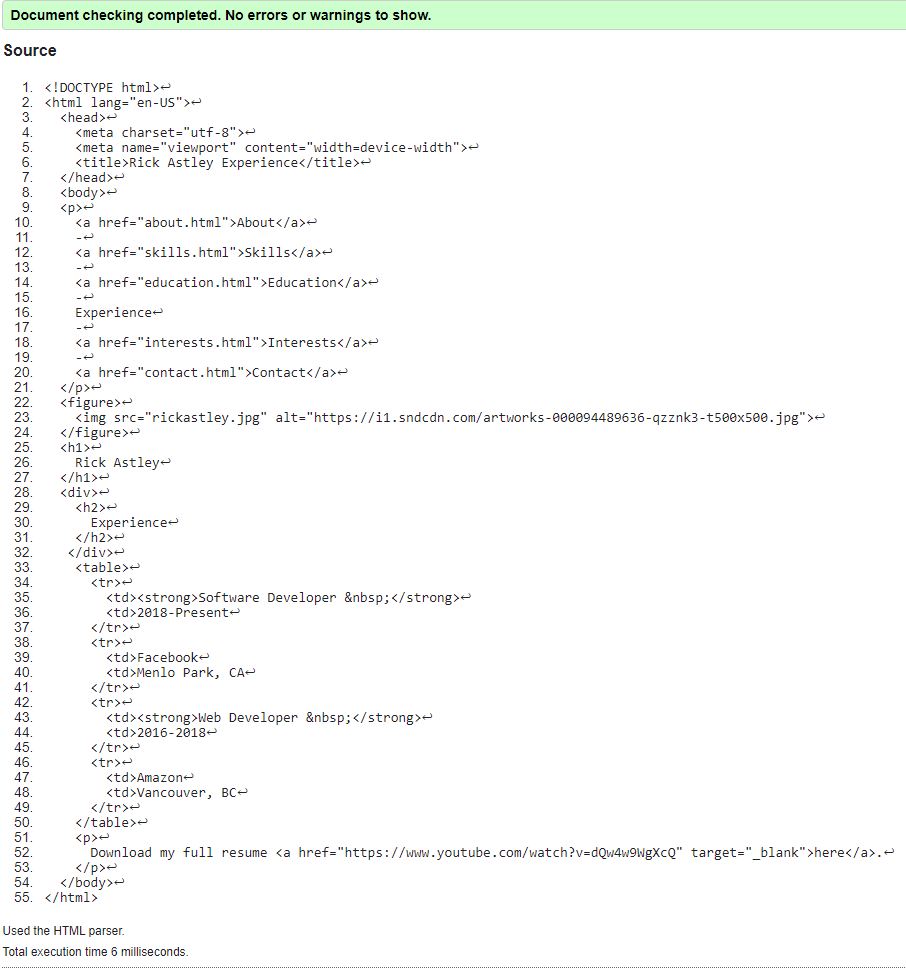 Document checking completed. No errors or warnings to show.
Source
1. <!DOCTYPE html>↩
2. <html lang="en-US">↩
3. <head>↩
4. <meta charset="utf-8">↩
5. <meta name="viewport" content="width=device-width">↩
6. <title>Rick Astley Experience</title>↩
7. </head>↩
8. <body>↩
9. <p>↩
10. <a href="about.html">About</a>↩
11. -↩
12. <a href="skills.html">Skills</a>↩
13. -↩
14. <a href="education.html">Education</a>↩
15. -↩
16. Experience↩
17. -↩
18. <a href="interests.html">Interests</a>↩
19. -↩
20. <a href="contact.html">Contact</a>↩
21. </p>↩
22. <figure>↩
23. <img src="rickastley.jpg" alt="https://i1.sndcdn.com/artworks-000094489636-qzznk3-t500x500.jpg">↩
24. </figure>↩
25. <h1>↩
26. Rick Astley↩
27. </h1>↩
28. <div>↩
29. <h2>↩
30. Experience↩
31. </h2>↩
32. </div>↩
33. <table>↩
34. <tr>↩
35. <td><strong>Software Developer &nbsp;</strong>↩
36. <td>2018-Present↩
37. </tr>↩
38. <tr>↩
39. <td>Facebook↩
40. <td>Menlo Park, CA↩
41. </tr>↩
42. <tr>↩
43. <td><strong>Web Developer &nbsp;</strong>↩
44. <td>2016-2018↩
45. </tr>↩
46. <tr>↩
47. <td>Amazon↩
48. <td>Vancouver, BC↩
49. </tr>↩
50. </table>↩
51. <p>↩
52. Download my full resume <a href="https://www.youtube.com/watch?v=dQw4w9WgXcQ" target="_blank">here</a>.↩
53. </p>↩
54. </body>↩
55. </html>
Used the HTML parser.
Total execution time 6 milliseconds.